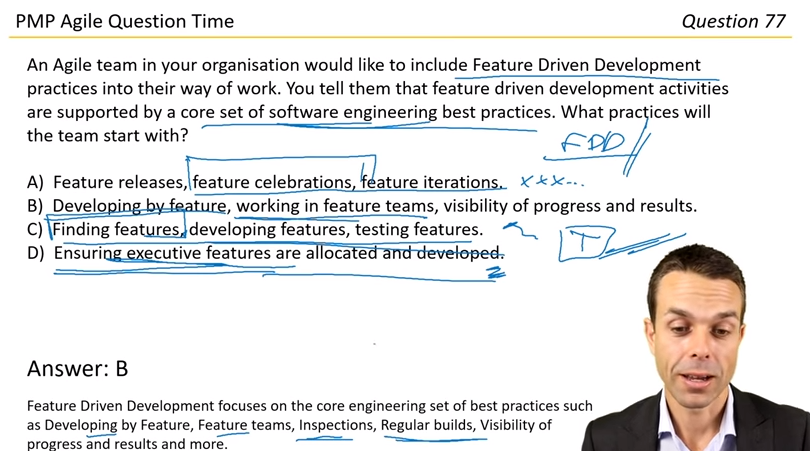 PMP Agile Question Time
Question 77
An Agile team in your organisation would like to include Feature Driven Development
practices into their way of work. You tell them that feature driven development activities
are supported by a core set of software engineering best practices. What practices will
the team start with?
FDD
A) Feature releases, feature celebrations, feature iterations.
xxx...
B) Developing by feature, working in feature teams, visibility of progress and results.
C) Finding features, developing features, testing features.
T
D) Ensuring executive features are allocated and developed.
Answer: B
Feature Driven Development focuses on the core engineering set of best practices such
as Developing by Feature, Feature teams, Inspections, Regular builds, Visibility of
progress and results and more.